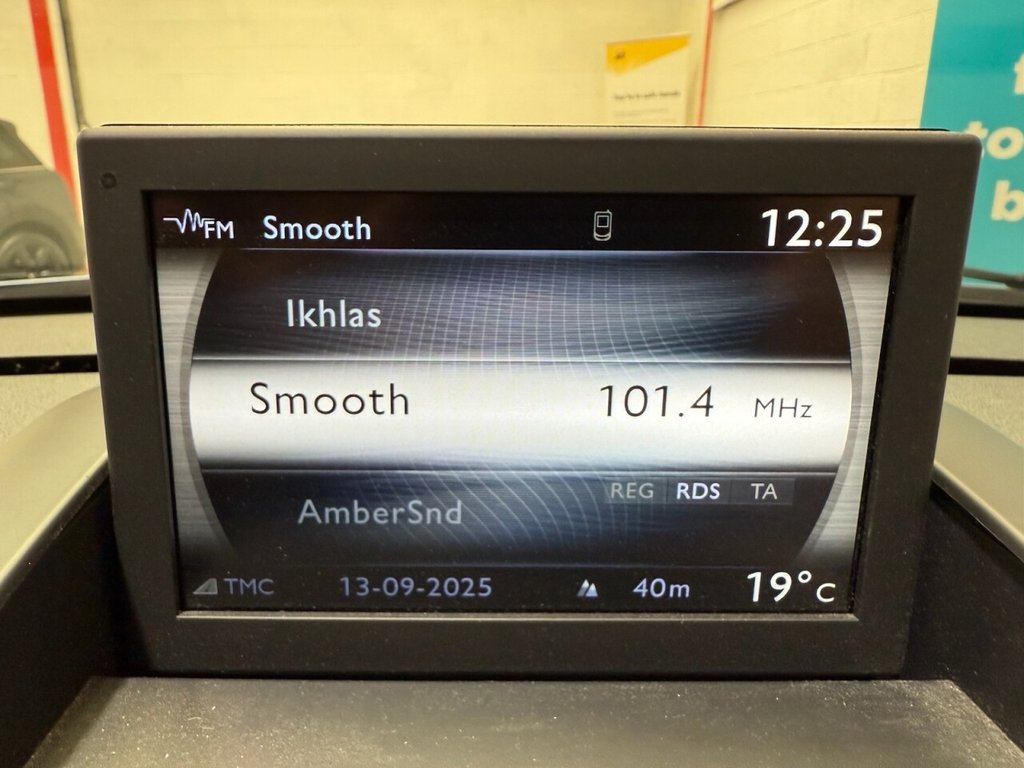 FM Smooth 12:25
Ikhlas
Smooth 101.4 MHz
REG RDS TA
AmberSnd
TMC 13-09-2025 40m 19°C
to
b